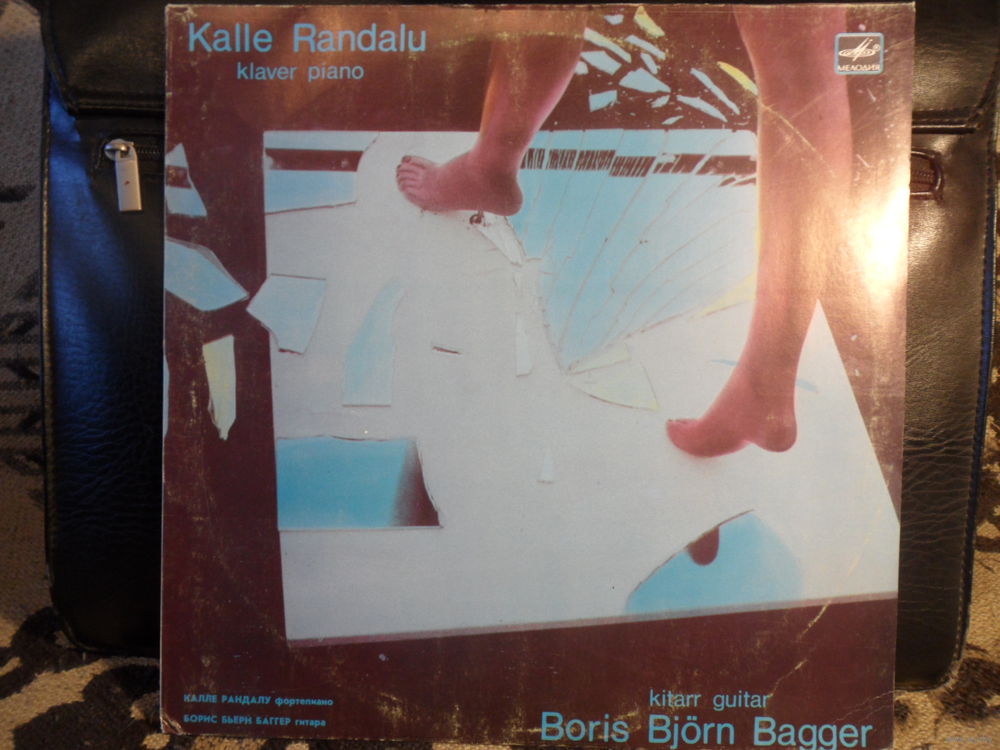 Kalle Randalu
klaver piano
МЕЛОДИЯ
КАЛЛЕ РАНДАЛУ фортепиано
БОРИС БЬЕРН БАГГЕР гитара
kitarr guitar
Boris Björn Bagger